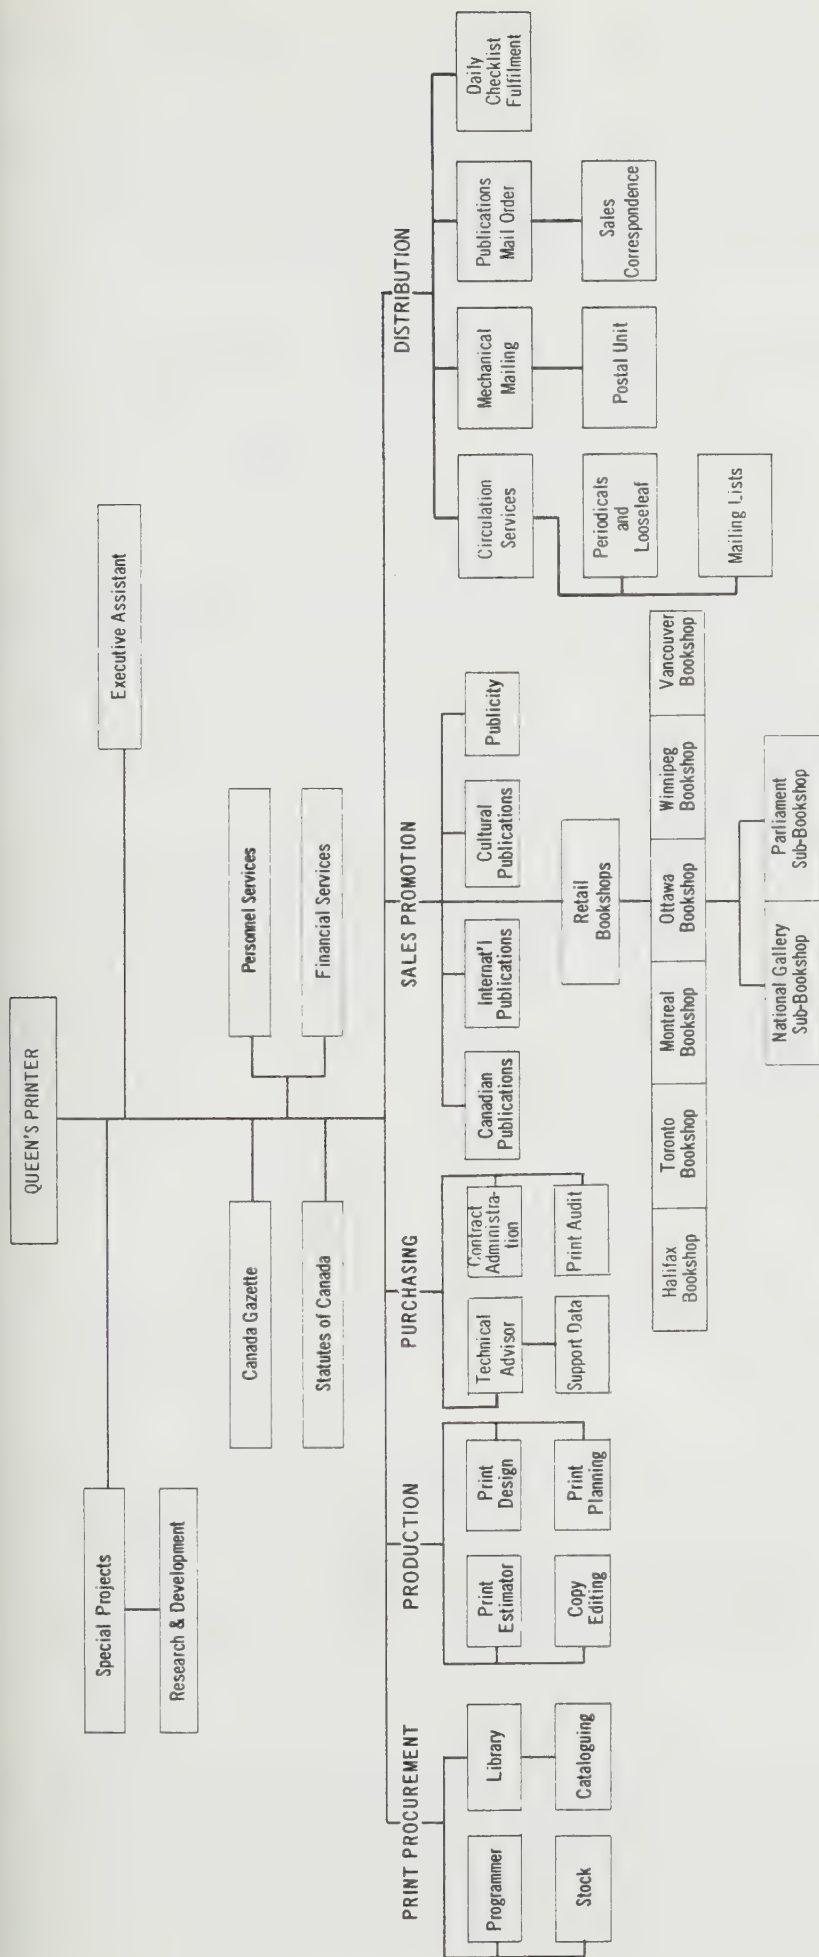 QUEEN'S PRINTER
Executive Assistant
Special Projects
Research & Development
Personnel Services
Financial Services
Canada Gazette
Statutes of Canada
PRINT PROCUREMENT
Programmer
Library
Stock
Cataloguing
PRODUCTION
Print
Estimator
Print
Design
Copy
Editing
Print
Planning
PURCHASING
Technical
Advisor
Contract
Administra-
tion
Support Data
Print Audit
SALES PROMOTION
Canadian
Publications
Internat'l
Publications
Cultural
Publications
Publicity
Retail
Bookshops
Halifax
Bookshop
Toronto
Bookshop
Montreal
Bookshop
Ottawa
Bookshop
Winnipeg
Bookshop
Vancouver
Bookshop
National Gallery
Sub-Bookshop
Parliament
Sub-Bookshop
DISTRIBUTION
Circulation
Services
Mechanical
Mailing
Publications
Mail Order
Daily
Checklist
Fulfilment
Periodicals
and
Looseleaf
Postal Unit
Sales
Correspondence
Mailing Lists